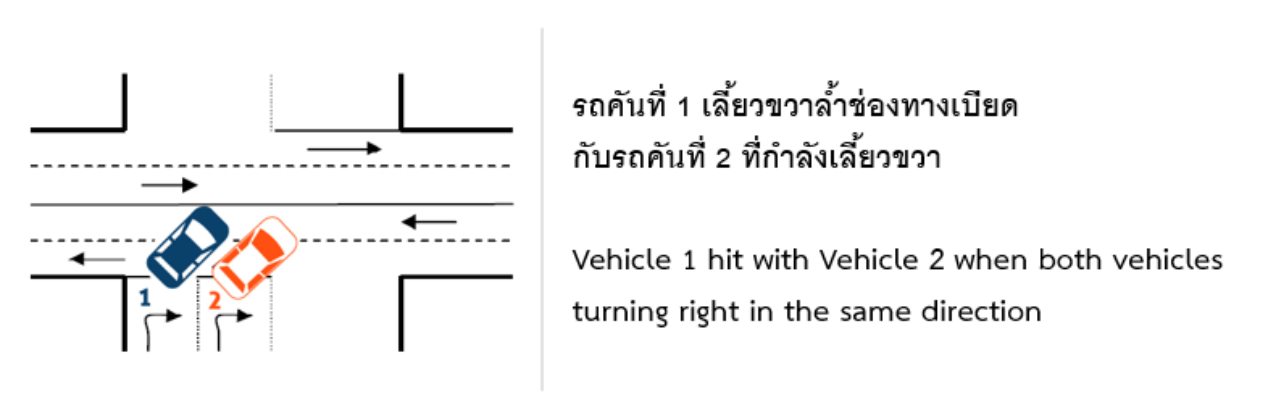 รถคันที่ 1 เลี้ยวขวาล้ำช่องทางเบียด
กับรถคันที่ 2 ที่กำลังเลี้ยวขวา
Vehicle 1 hit with Vehicle 2 when both vehicles
turning right in the same direction
1
2